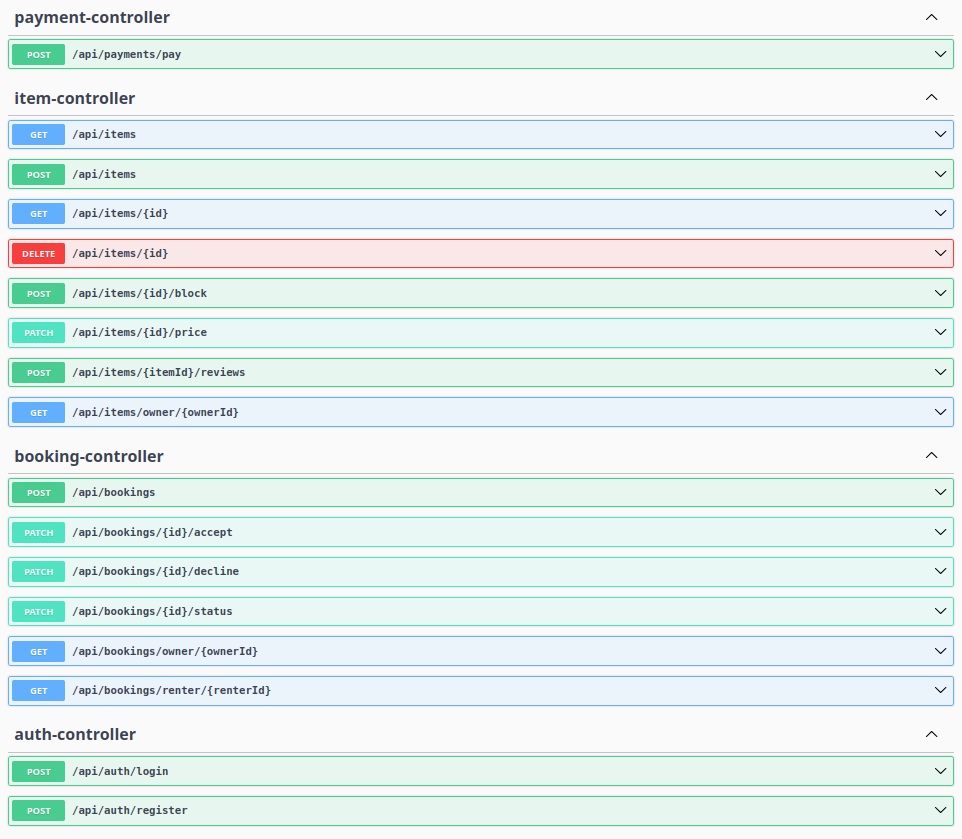 payment-controller
POST /api/payments/pay
item-controller
GET /api/items
POST /api/items
GET /api/items/{id}
DELETE /api/items/{id}
POST /api/items/{id}/block
PATCH /api/items/{id}/price
POST /api/items/{itemId}/reviews
GET /api/items/owner/{ownerId}
booking-controller
POST /api/bookings
PATCH /api/bookings/{id}/accept
PATCH /api/bookings/{id}/decline
PATCH /api/bookings/{id}/status
GET /api/bookings/owner/{ownerId}
GET /api/bookings/renter/{renterId}
auth-controller
POST /api/auth/login
POST /api/auth/register